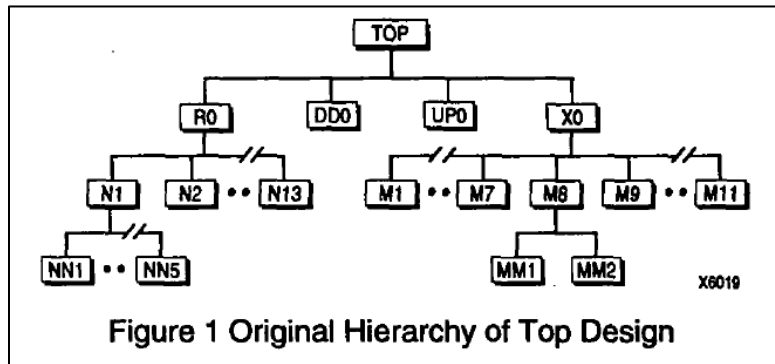 TOP
R0 DD0 UP0 X0
N1 N2 •• N13 M1 •• M7 M8 M9 •• M11
NN1 •• NN5 MM1 MM2
X6019
Figure 1 Original Hierarchy of Top Design